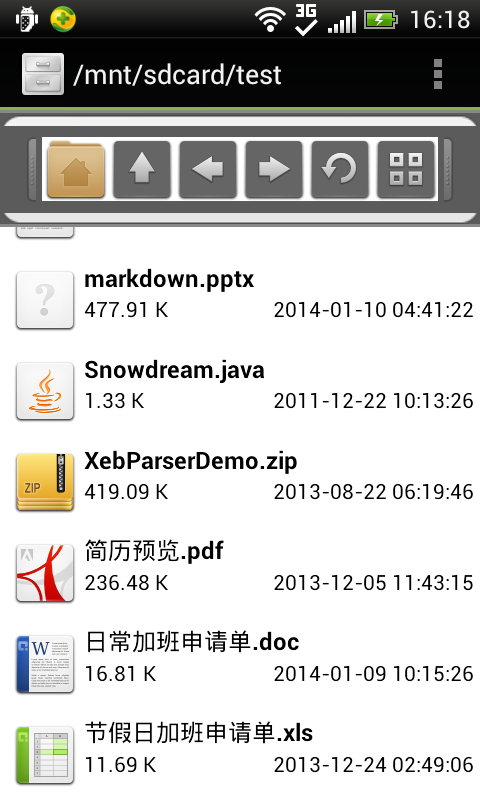 3G
16:18
/mnt/sdcard/test
markdown.pptx
477.91 K 2014-01-10 04:41:22
Snowdream.java
1.33 K 2011-12-22 10:13:26
XebParserDemo.zip
ZIP
419.09 K 2013-08-22 06:19:46
简历预览.pdf
236.48 K 2013-12-05 11:43:15
日常加班申请单.doc
W
16.81 K 2014-01-09 10:15:26
节假日加班申请单.xls
11.69 K 2013-12-24 02:49:06